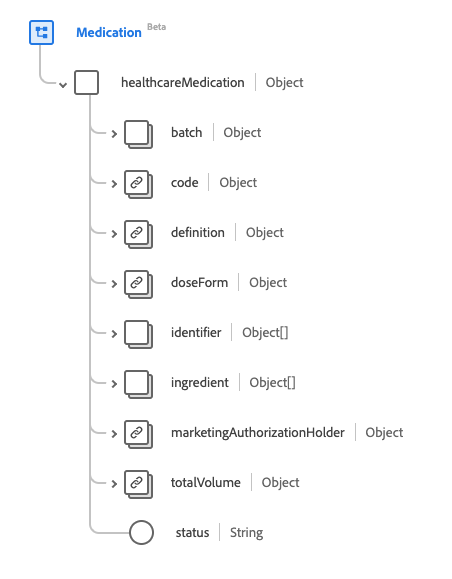 Medication Beta
healthcareMedication Object
batch Object
code Object
definition Object
doseForm Object
identifier Object[]
ingredient Object[]
marketingAuthorizationHolder Object
totalVolume Object
status String